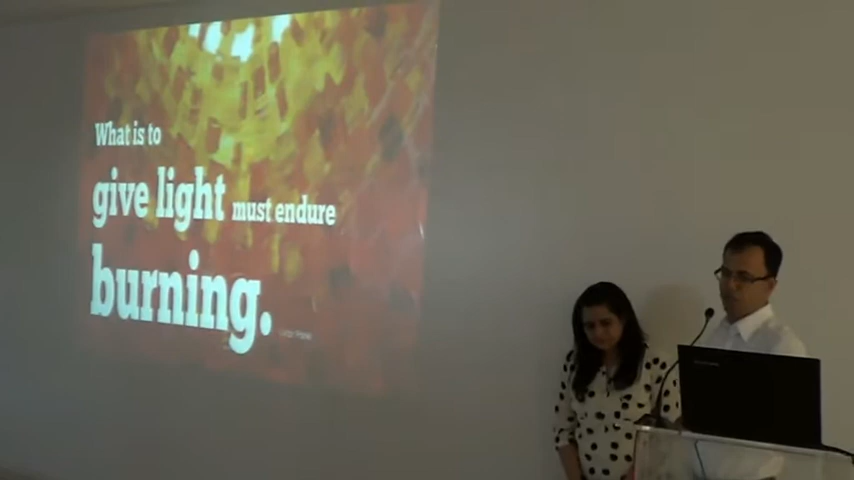 What is to
give light must endure
burning.